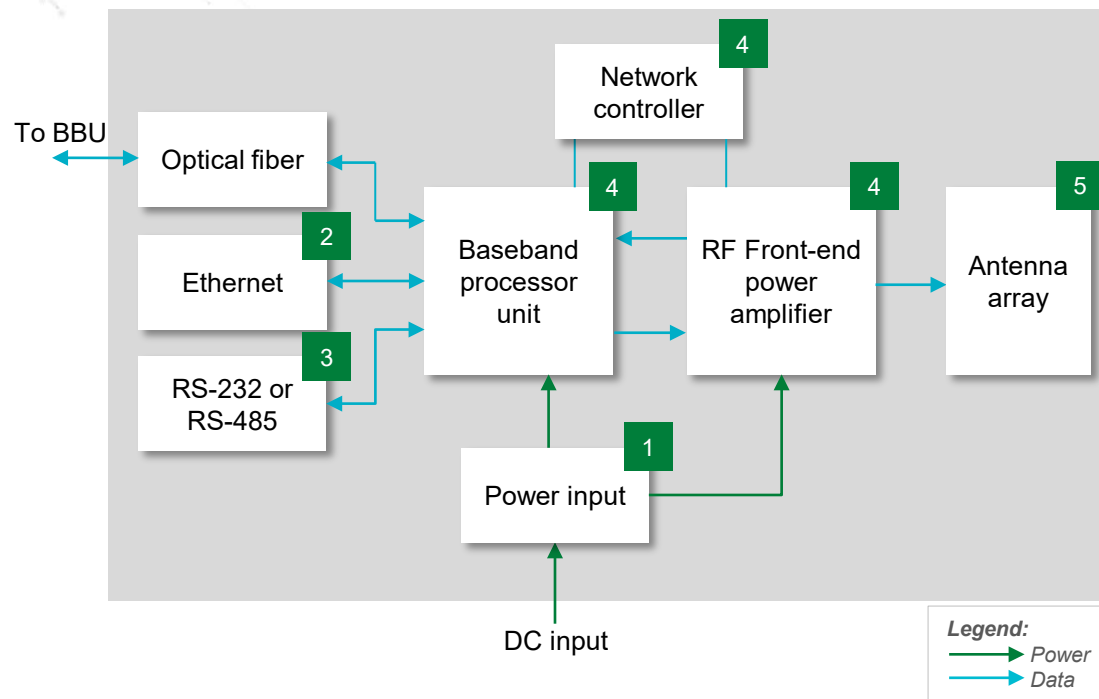 4
Network
controller
To BBU
Optical fiber
4
4
5
2
Baseband
processor
unit
RF Front-end
power
amplifier
Antenna
array
Ethernet
3
RS-232 or
RS-485
1
Power input
DC input
Legend:
Power
Data